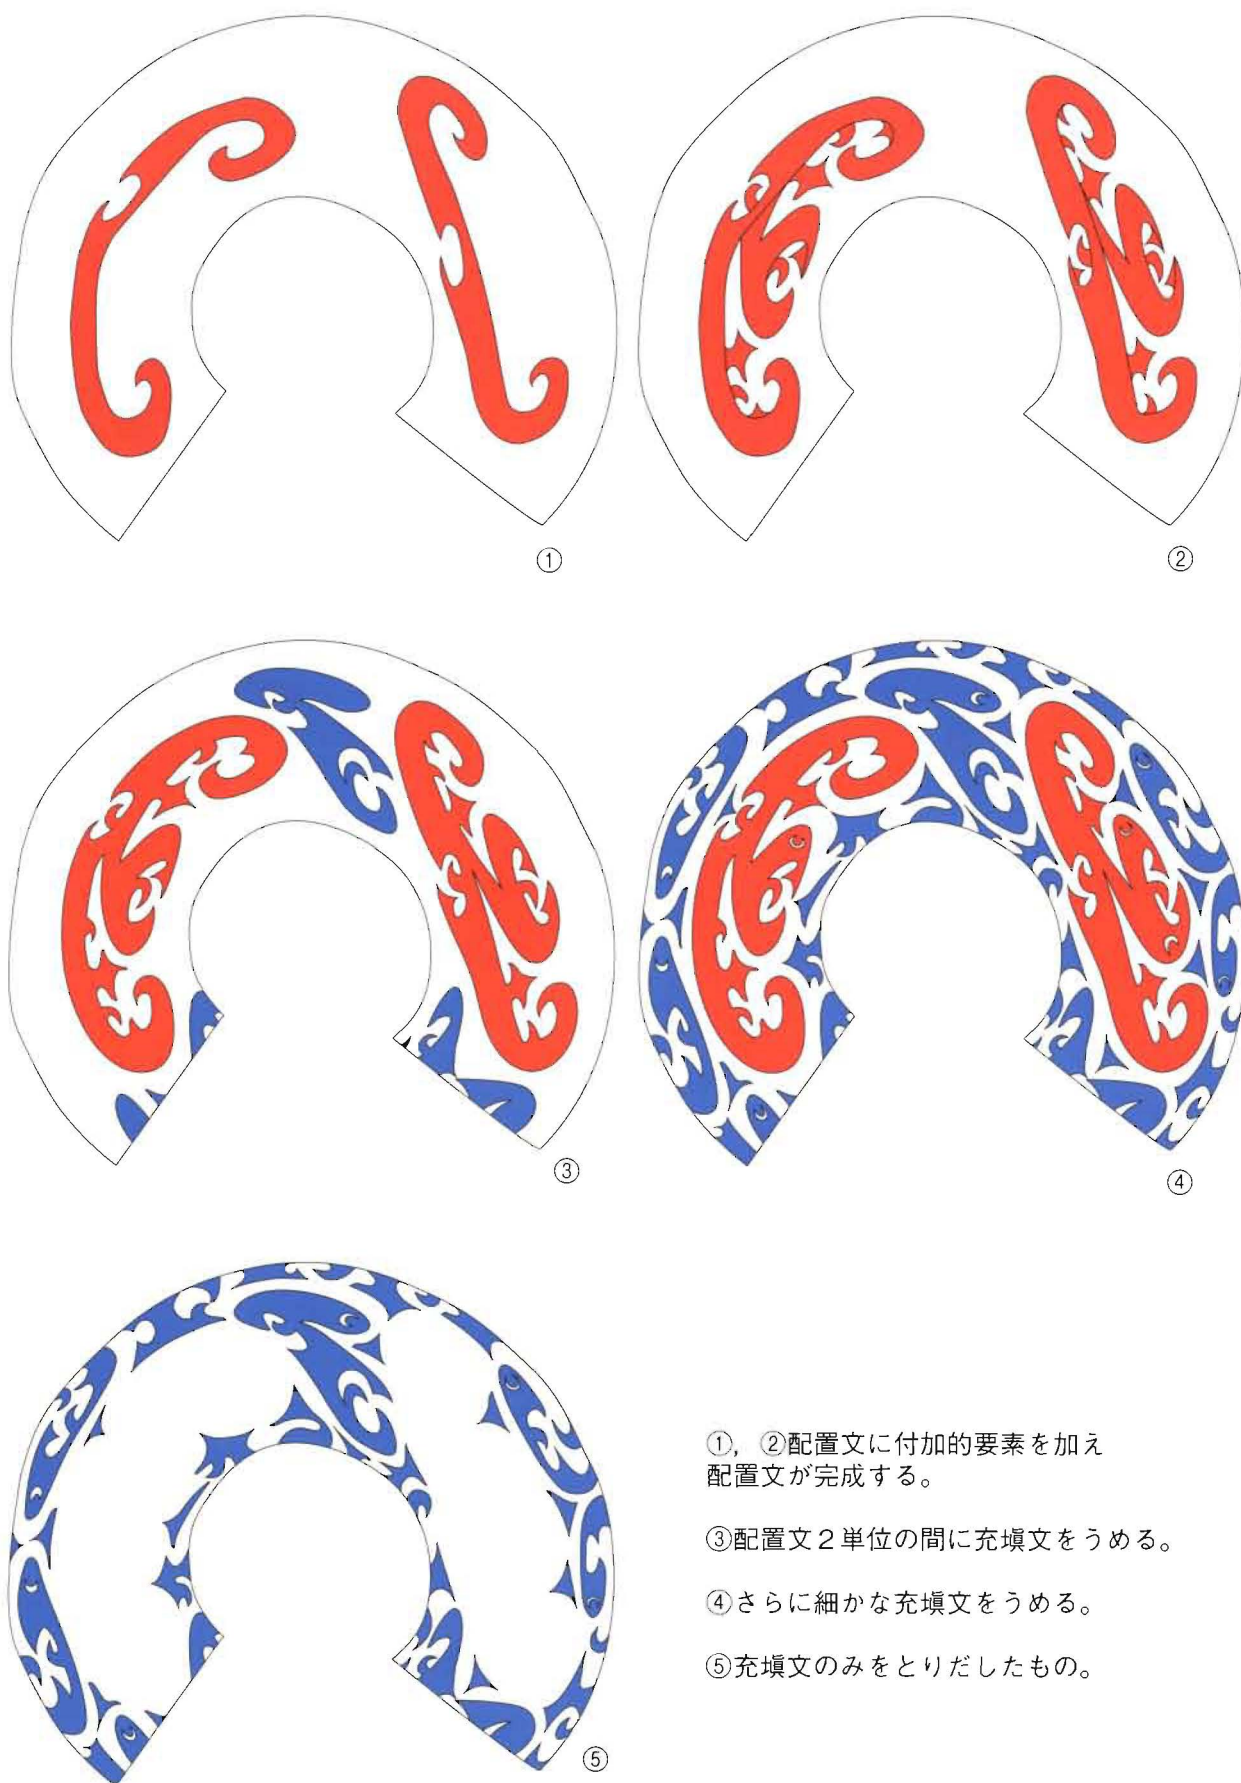 ①
②
③
④
⑤
①，②配置文に付加的要素を加え
配置文が完成する。
③配置文２単位の間に充塡文をうめる。
④さらに細かな充塡文をうめる。
⑤充塡文のみをとりだしたもの。